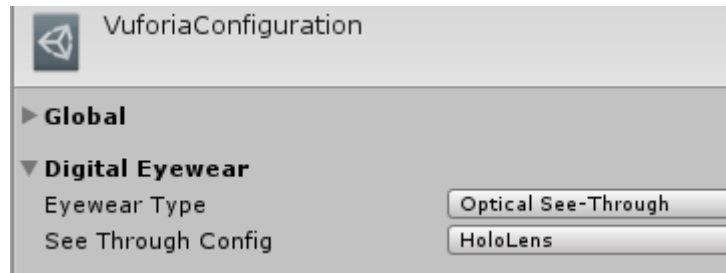 VuforiaConfiguration
Global
Digital Eyewear
Eyewear Type Optical See-Through
See Through Config HoloLens